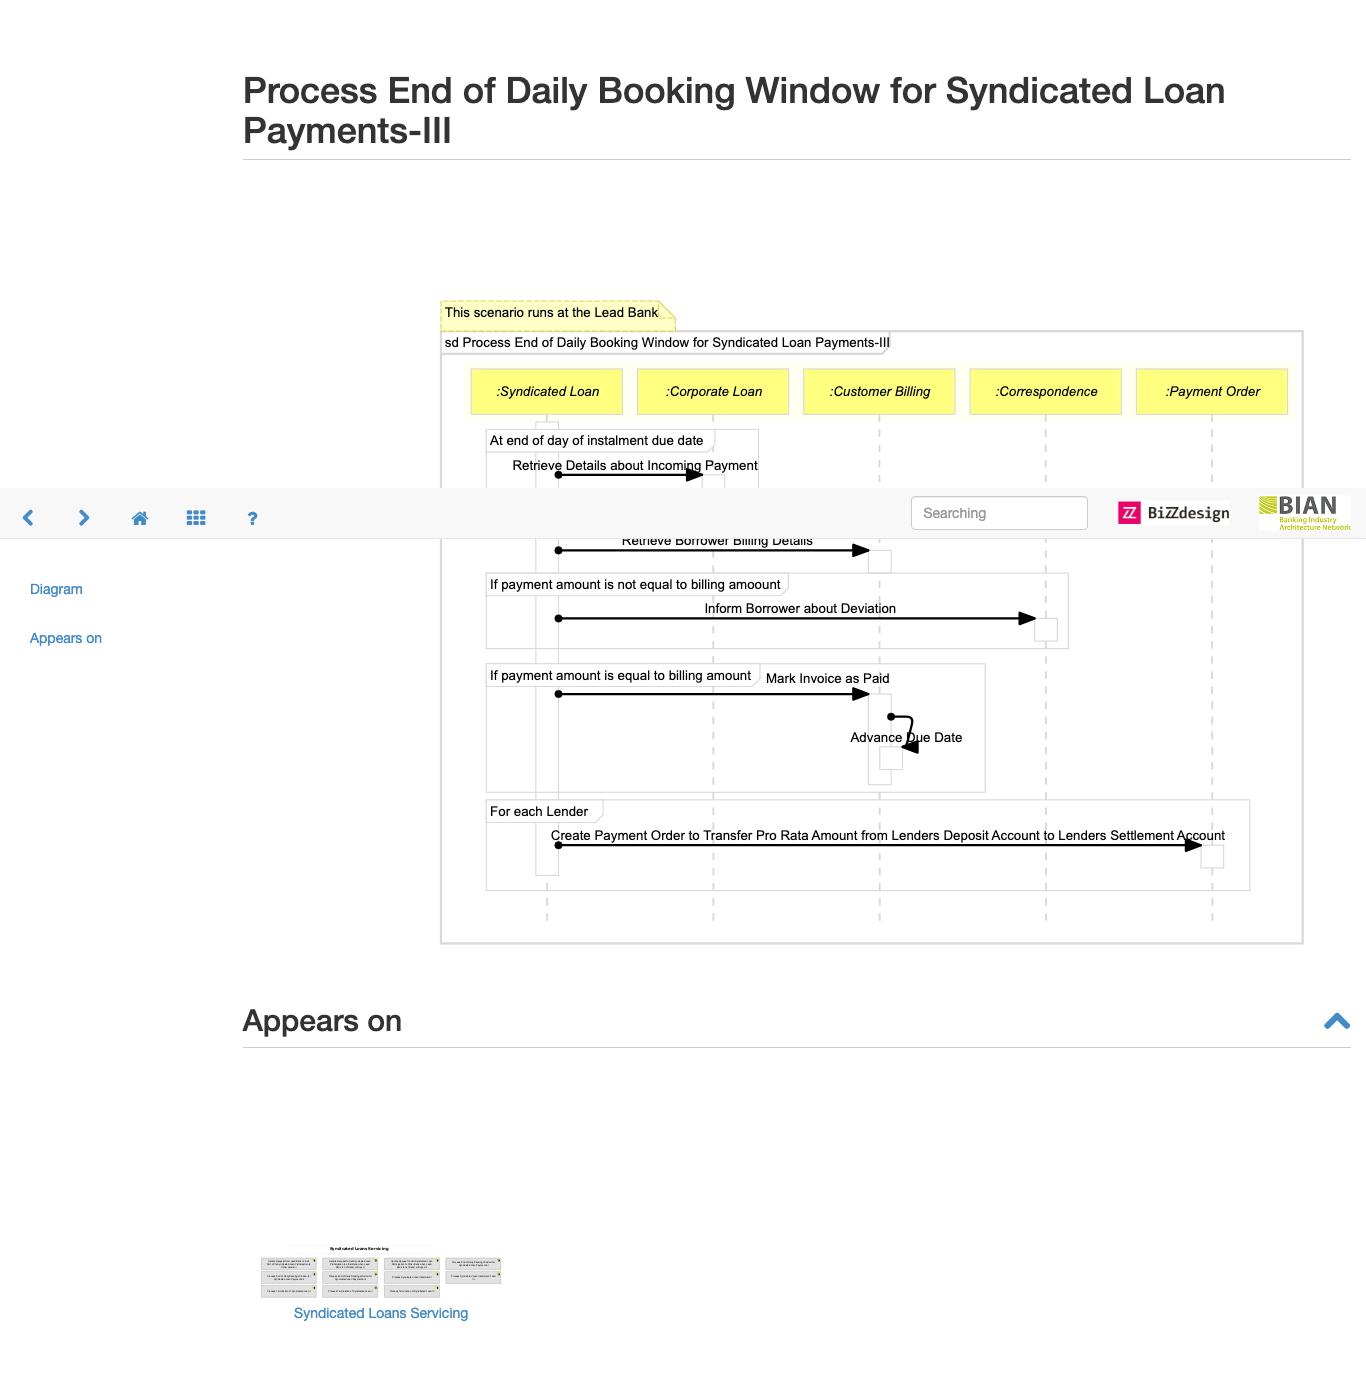 Process End of Daily Booking Window for Syndicated Loan
Payments-III
This scenario runs at the Lead Bank
sd Process End of Daily Booking Window for Syndicated Loan Payments-III
:Syndicated Loan
:Corporate Loan
:Customer Billing
:Correspondence
:Payment Order
At end of day of instalment due date
Retrieve Details about Incoming Payment
Searching
BiZZdesign
BIAN
Banking Industry
Architecture Network
?
Retrieve Borrower Billing Details
Diagram
If payment amount is not equal to billing amoount
Inform Borrower about Deviation
Appears on
If payment amount is equal to billing amount
Mark Invoice as Paid
Advance Due Date
For each Lender
Create Payment Order to Transfer Pro Rata Amount from Lenders Deposit Account to Lenders Settlement Account
Appears on
Syndicated Loans Servicing
Syndicated Loans Servicing